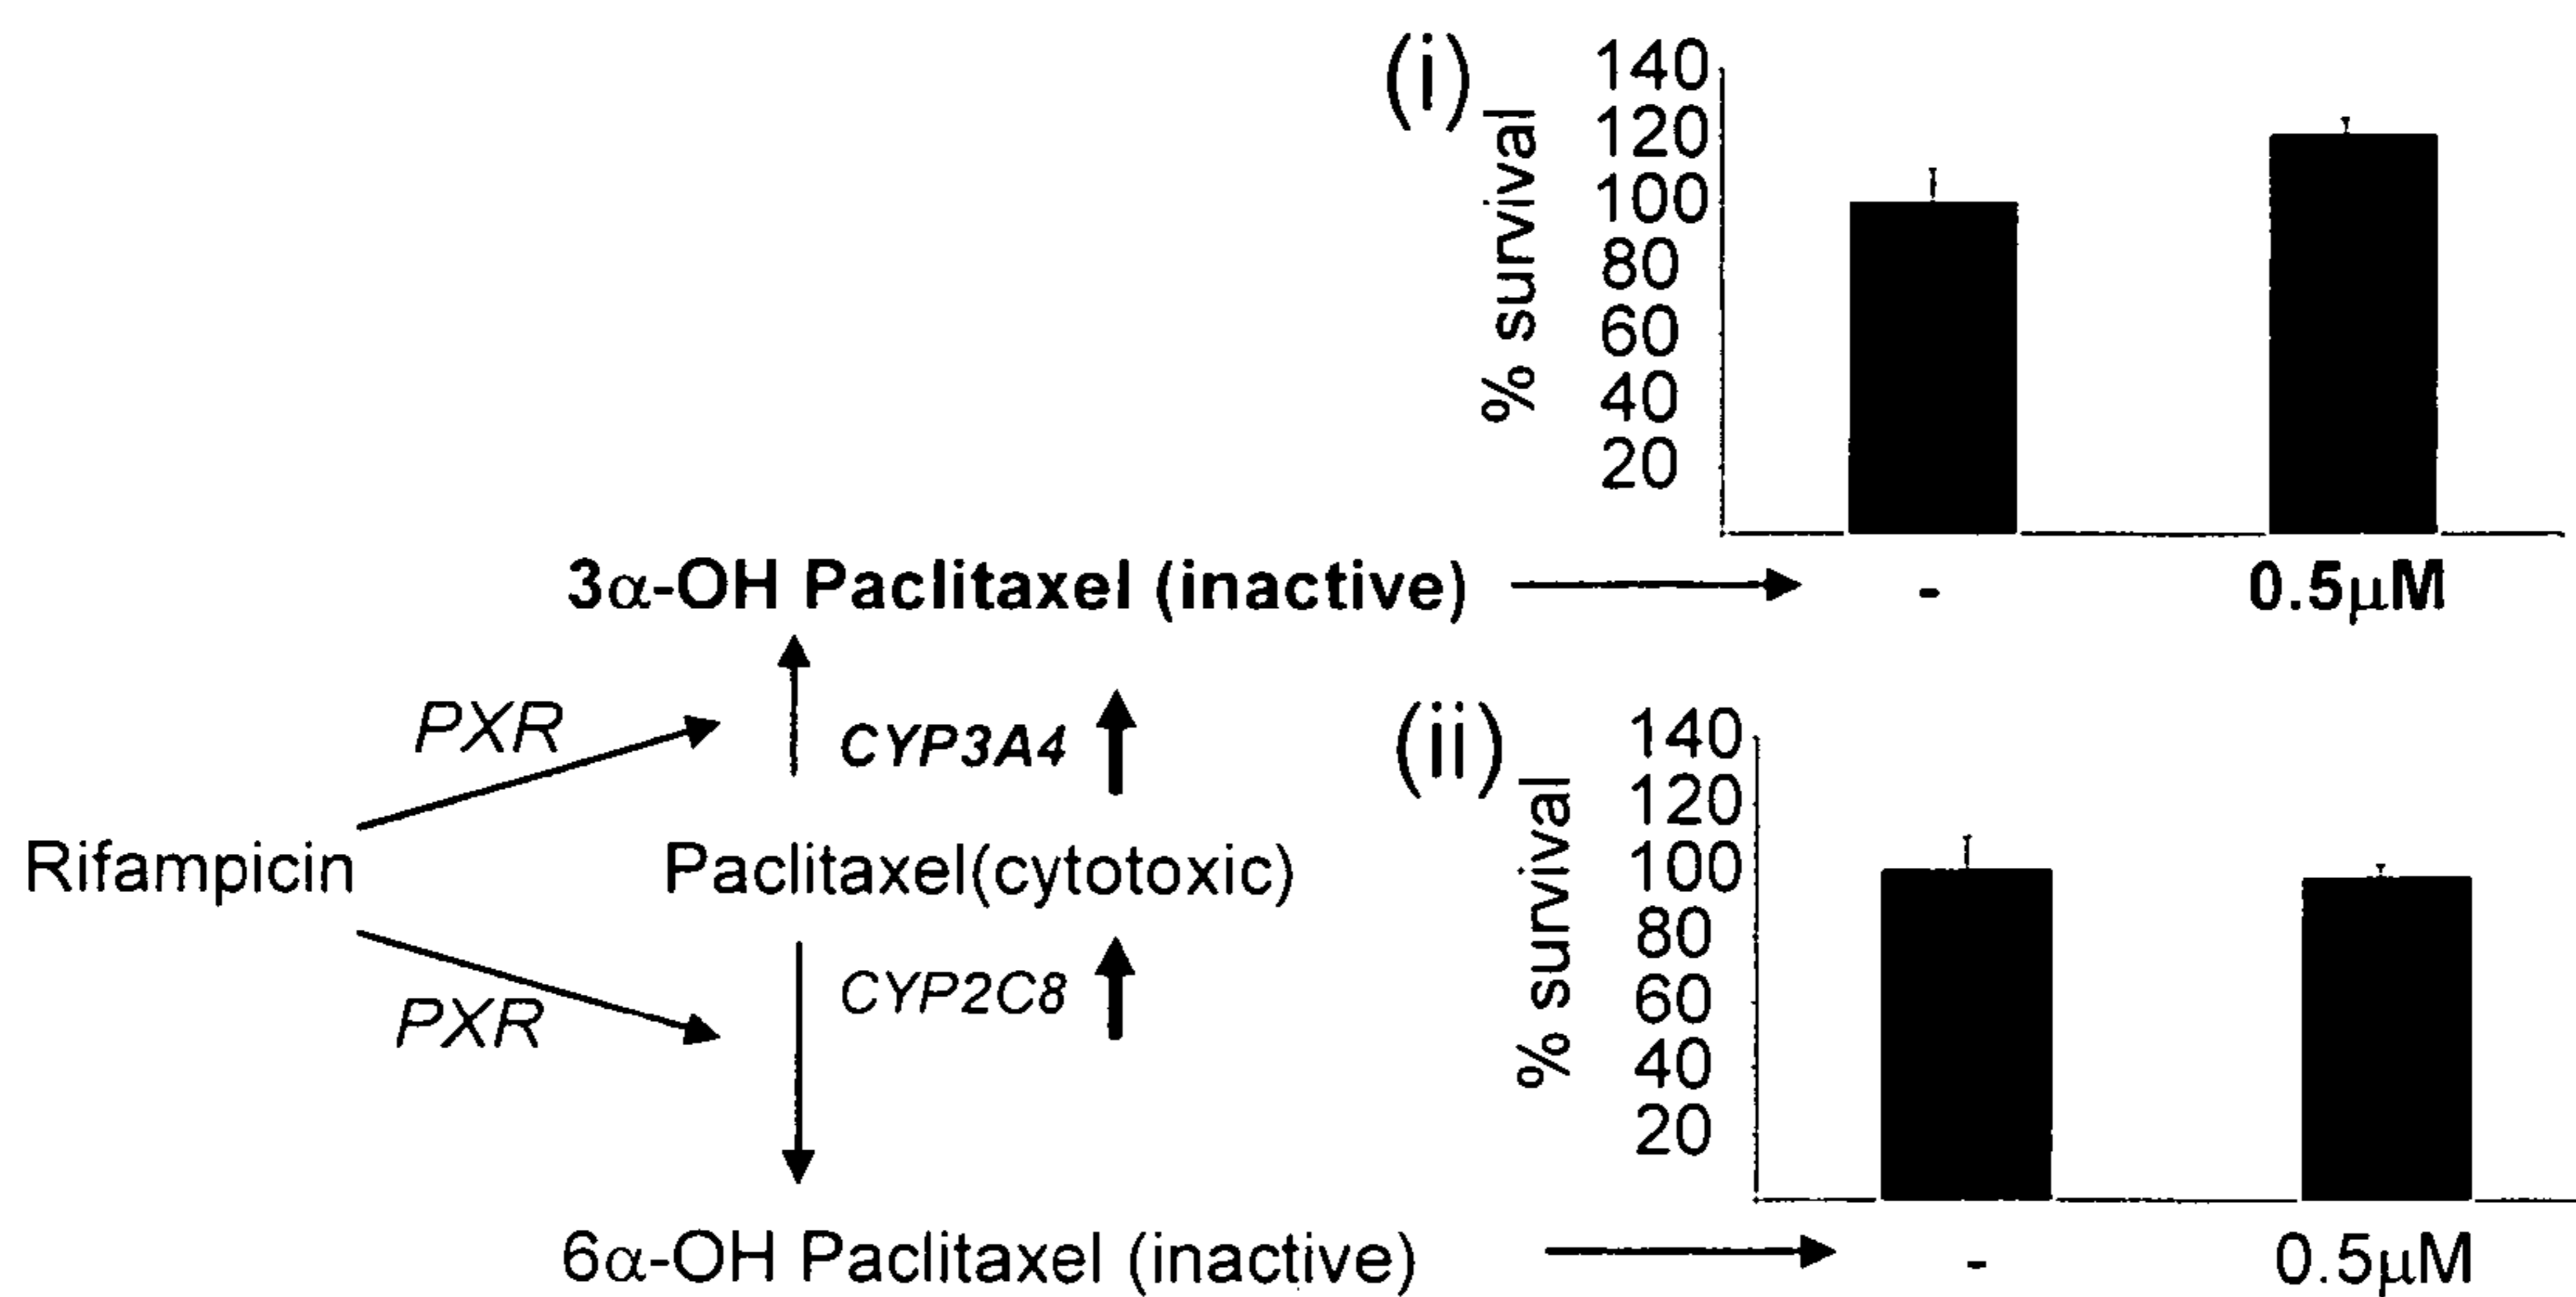 (i)
% survival
140
120
100
80
60
40
20
3α-OH Paclitaxel (inactive)
-
0.5μM
PXR
CYP3A4
Rifampicin
Paclitaxel(cytotoxic)
PXR
CYP2C8
(ii)
% survival
140
120
100
80
60
40
20
6α-OH Paclitaxel (inactive)
-
0.5μM